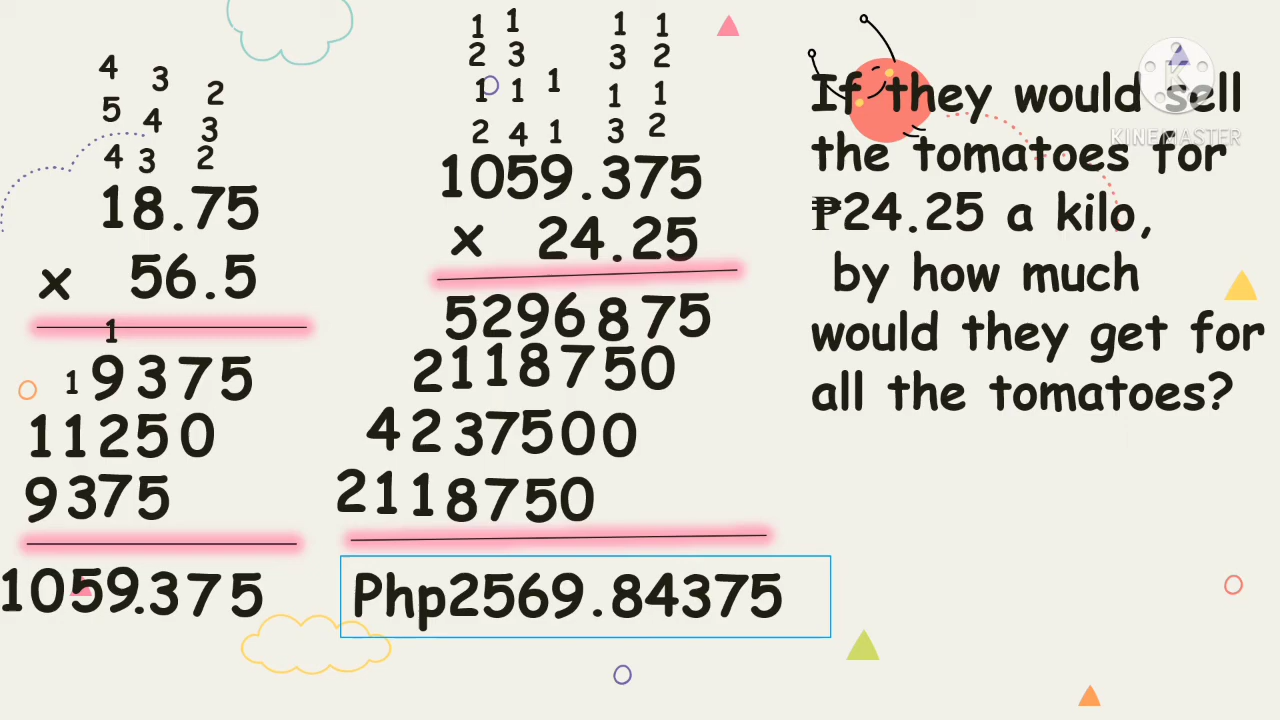 4 3 2
5 4 3
4 3 2
18.75
x 56.5
1
1 9375
11250
9375
1059.375
1 1 1 1
2 3 3 2
1 1 1 1 1
2 4 1 3 2
1059.375
x 24.25
5296875
2118750
4237500
2118750
Php2569.84375
If they would sell
the tomatoes for
₱24.25 a kilo,
by how much
would they get for
all the tomatoes?
K
KINEMASTER